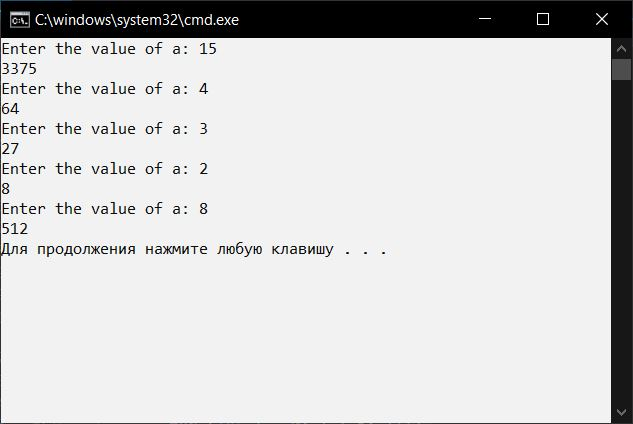 C:\windows\system32\cmd.exe
Enter the value of a: 15
3375
Enter the value of a: 4
64
Enter the value of a: 3
27
Enter the value of a: 2
8
Enter the value of a: 8
512
Для продолжения нажмите любую клавишу . . .